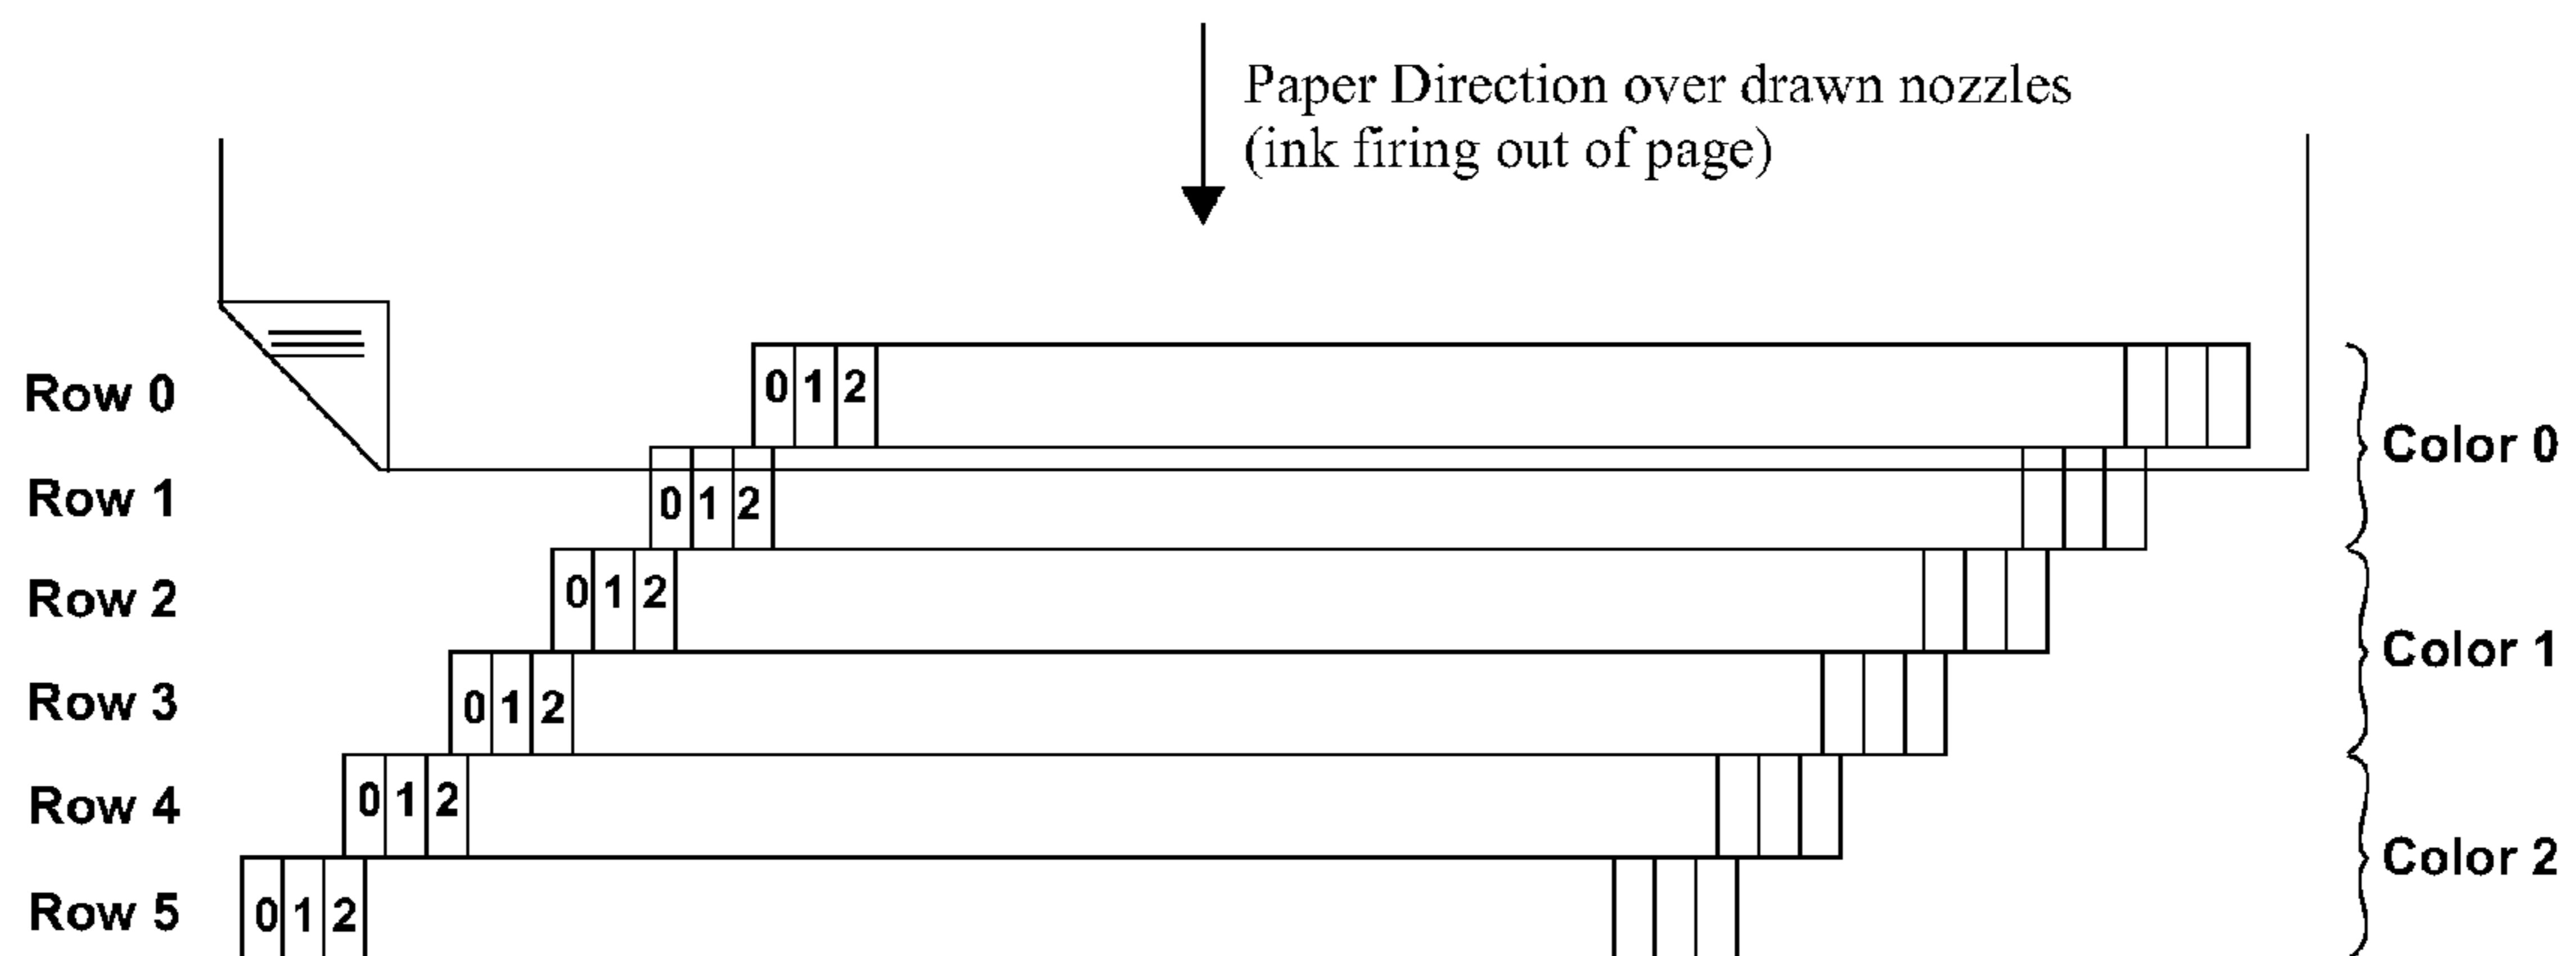 Paper Direction over drawn nozzles
(ink firing out of page)
Row 0
0 1 2
Color 0
Row 1
0 1 2
Row 2
0 1 2
Color 1
Row 3
0 1 2
Row 4
0 1 2
Color 2
Row 5
0 1 2